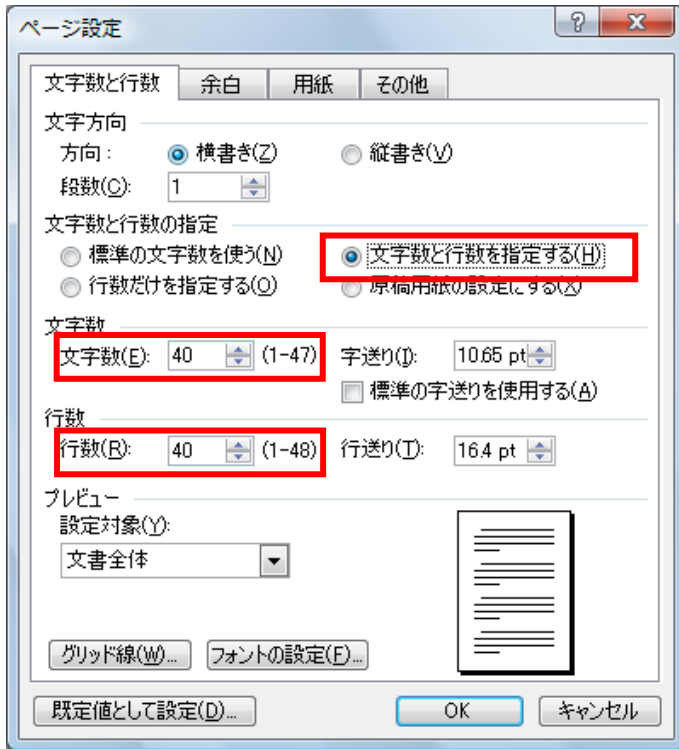 ページ設定
文字数と行数 余白 用紙 その他
文字方向
方向: 横書き(Z) 縦書き(V)
段数(C): 1
文字数と行数の指定
標準の文字数を使う(N) 文字数と行数を指定する(H)
行数だけを指定する(O) 原稿用紙の設定にする(X)
文字数
文字数(E): 40 (1-47) 字送り(I): 10.65 pt
標準の字送りを使用する(A)
行数
行数(R): 40 (1-48) 行送り(T): 16.4 pt
プレビュー
設定対象(Y):
文書全体
グリッド線(W)... フォントの設定(F)...
既定値として設定(D)... OK キャンセル